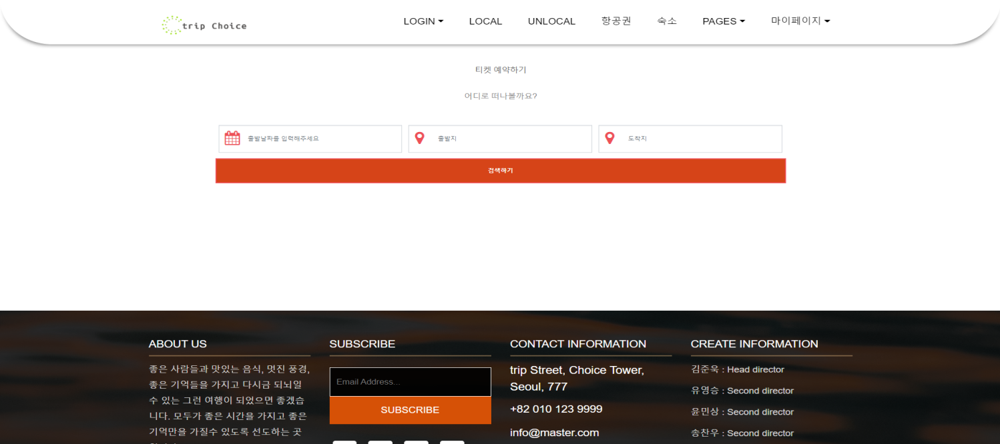 trip Choice
LOGIN LOCAL UNLOCAL 항공권 숙소 PAGES 마이페이지
티켓 예약하기
어디로 떠나볼까요?
출발날짜를 입력해주세요 출발지 도착지
검색하기
ABOUT US
좋은 사람들과 맛있는 음식, 멋진 풍경,
좋은 기억들을 가지고 다시금 되뇌일
수 있는 그런 여행이 되었으면 좋겠습
니다. 모두가 좋은 시간을 가지고 좋은
기억만을 가질수 있도록 선도하는 곳
SUBSCRIBE
Email Address...
SUBSCRIBE
CONTACT INFORMATION
trip Street, Choice Tower,
Seoul, 777
+82 010 123 9999
info@master.com
CREATE INFORMATION
김준욱 : Head director
유영승 : Second director
윤민상 : Second director
송찬우 : Second director